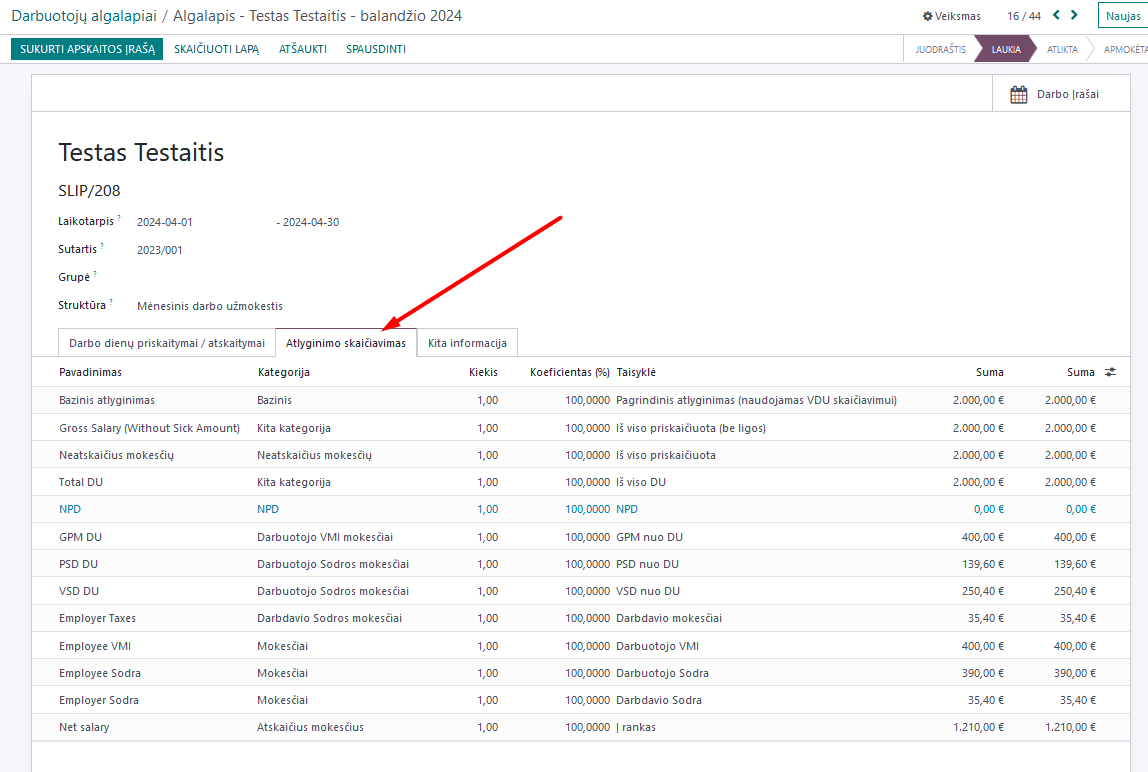 Darbuotojų algalapiai / Algalapis - Testas Testaitis - balandžio 2024 Veiksmas 16 / 44 Naujas
SUKURTI APSKAITOS ĮRAŠĄ SKAIČIUOTI LAPĄ ATŠAUKTI SPAUSDINTI JUODRAŠTIS LAUKIA ATLIKTA APMOKĖTA
Darbo Įrašai
Testas Testaitis
SLIP/208
Laikotarpis ? 2024-04-01 - 2024-04-30
Sutartis ? 2023/001
Grupė ?
Struktūra ? Mėnesinis darbo užmokestis
Darbo dienų priskaitymai / atskaitymai Atlyginimo skaičiavimas Kita informacija
Pavadinimas Kategorija Kiekis Koeficientas (%) Taisyklė Suma Suma
Bazinis atlyginimas Bazinis 1,00 100,0000 Pagrindinis atlyginimas (naudojamas VDU skaičiavimui) 2.000,00 € 2.000,00 €
Gross Salary (Without Sick Amount) Kita kategorija 1,00 100,0000 Iš viso priskaičiuota (be ligos) 2.000,00 € 2.000,00 €
Neatskaičius mokesčių Neatskaičius mokesčių 1,00 100,0000 Iš viso priskaičiuota 2.000,00 € 2.000,00 €
Total DU Kita kategorija 1,00 100,0000 Iš viso DU 2.000,00 € 2.000,00 €
NPD NPD 1,00 100,0000 NPD 0,00 € 0,00 €
GPM DU Darbuotojo VMI mokesčiai 1,00 100,0000 GPM nuo DU 400,00 € 400,00 €
PSD DU Darbuotojo Sodros mokesčiai 1,00 100,0000 PSD nuo DU 139,60 € 139,60 €
VSD DU Darbuotojo Sodros mokesčiai 1,00 100,0000 VSD nuo DU 250,40 € 250,40 €
Employer Taxes Darbdavio Sodros mokesčiai 1,00 100,0000 Darbdavio mokesčiai 35,40 € 35,40 €
Employee VMI Mokesčiai 1,00 100,0000 Darbuotojo VMI 400,00 € 400,00 €
Employee Sodra Mokesčiai 1,00 100,0000 Darbuotojo Sodra 390,00 € 390,00 €
Employer Sodra Mokesčiai 1,00 100,0000 Darbdavio Sodra 35,40 € 35,40 €
Net salary Atskaičius mokesčius 1,00 100,0000 Į rankas 1.210,00 € 1.210,00 €